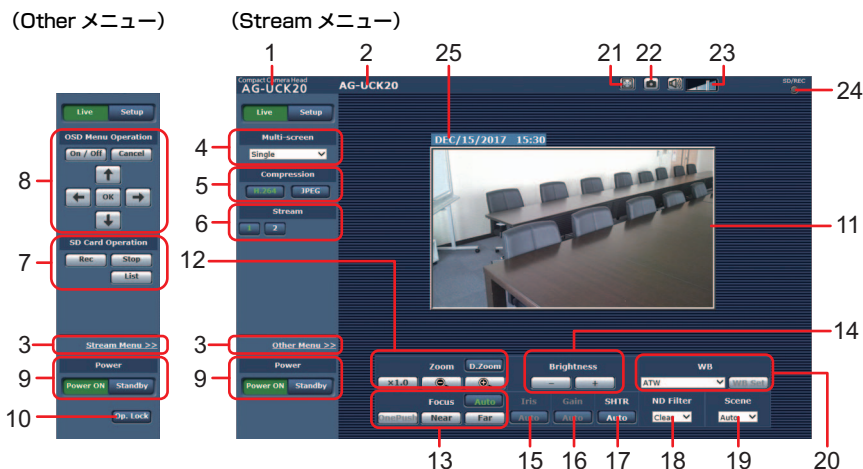 （Other メニュー）
（Stream メニュー）
1
2
25
21
22
23
Compact Camera Head
AG-UCK20
AG-UCK20
SD/REC
24
Live
Setup
Live
Setup
OSD Menu Operation
On / Off
Cancel
OK
8
Multi-screen
Single
4
DEC/15/2017 15:30
Compression
H.264
JPEG
5
Stream
1
2
6
11
SD Card Operation
Rec
Stop
List
7
12
14
3
Stream Menu >>
3
Other Menu >>
Power
Power ON
Standby
9
Power
Power ON
Standby
9
Zoom
D.Zoom
×1.0
Brightness
－
＋
WB
ATW
WB Set
10
Op. Lock
Focus
Auto
OnePush
Near
Far
Iris
Auto
Gain
Auto
SHTR
Auto
ND Filter
Clear
Scene
Auto
13
15
16
17
18
19
20